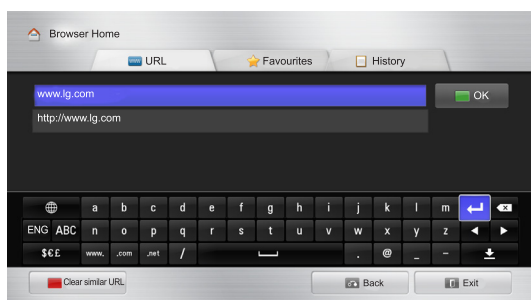 Browser Home
www URL Favourites History
www.lg.com OK
http://www.lg.com
a b c d e f g h i j k l m
ENG ABC n o p q r s t u v w x y z
$€£ www. .com .net / . @ _ -
Clear similar URL Back Exit